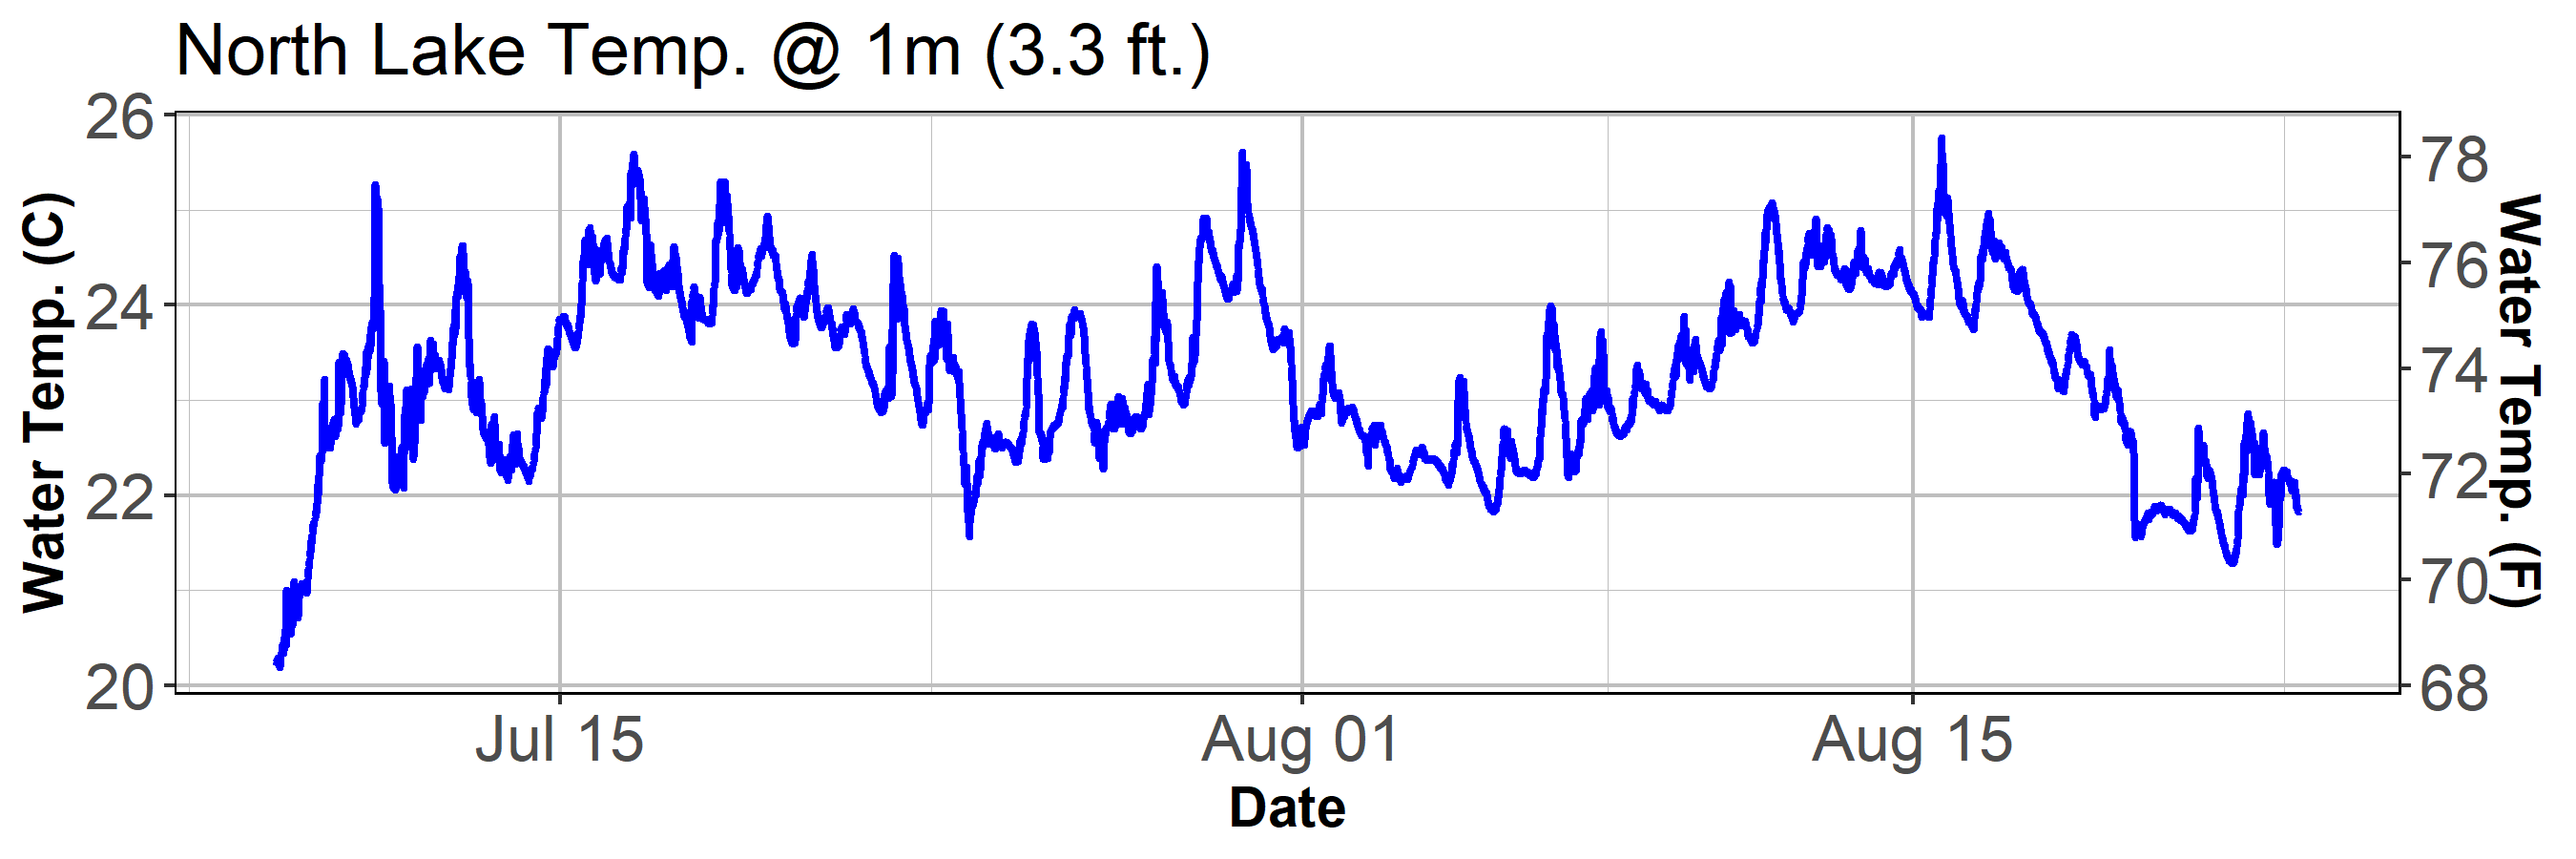 North Lake Temp. @ 1m (3.3 ft.)
26
24
22
20
Water Temp. (C)
78
76
74
72
70
68
Water Temp. (F)
Jul 15
Aug 01
Aug 15
Date